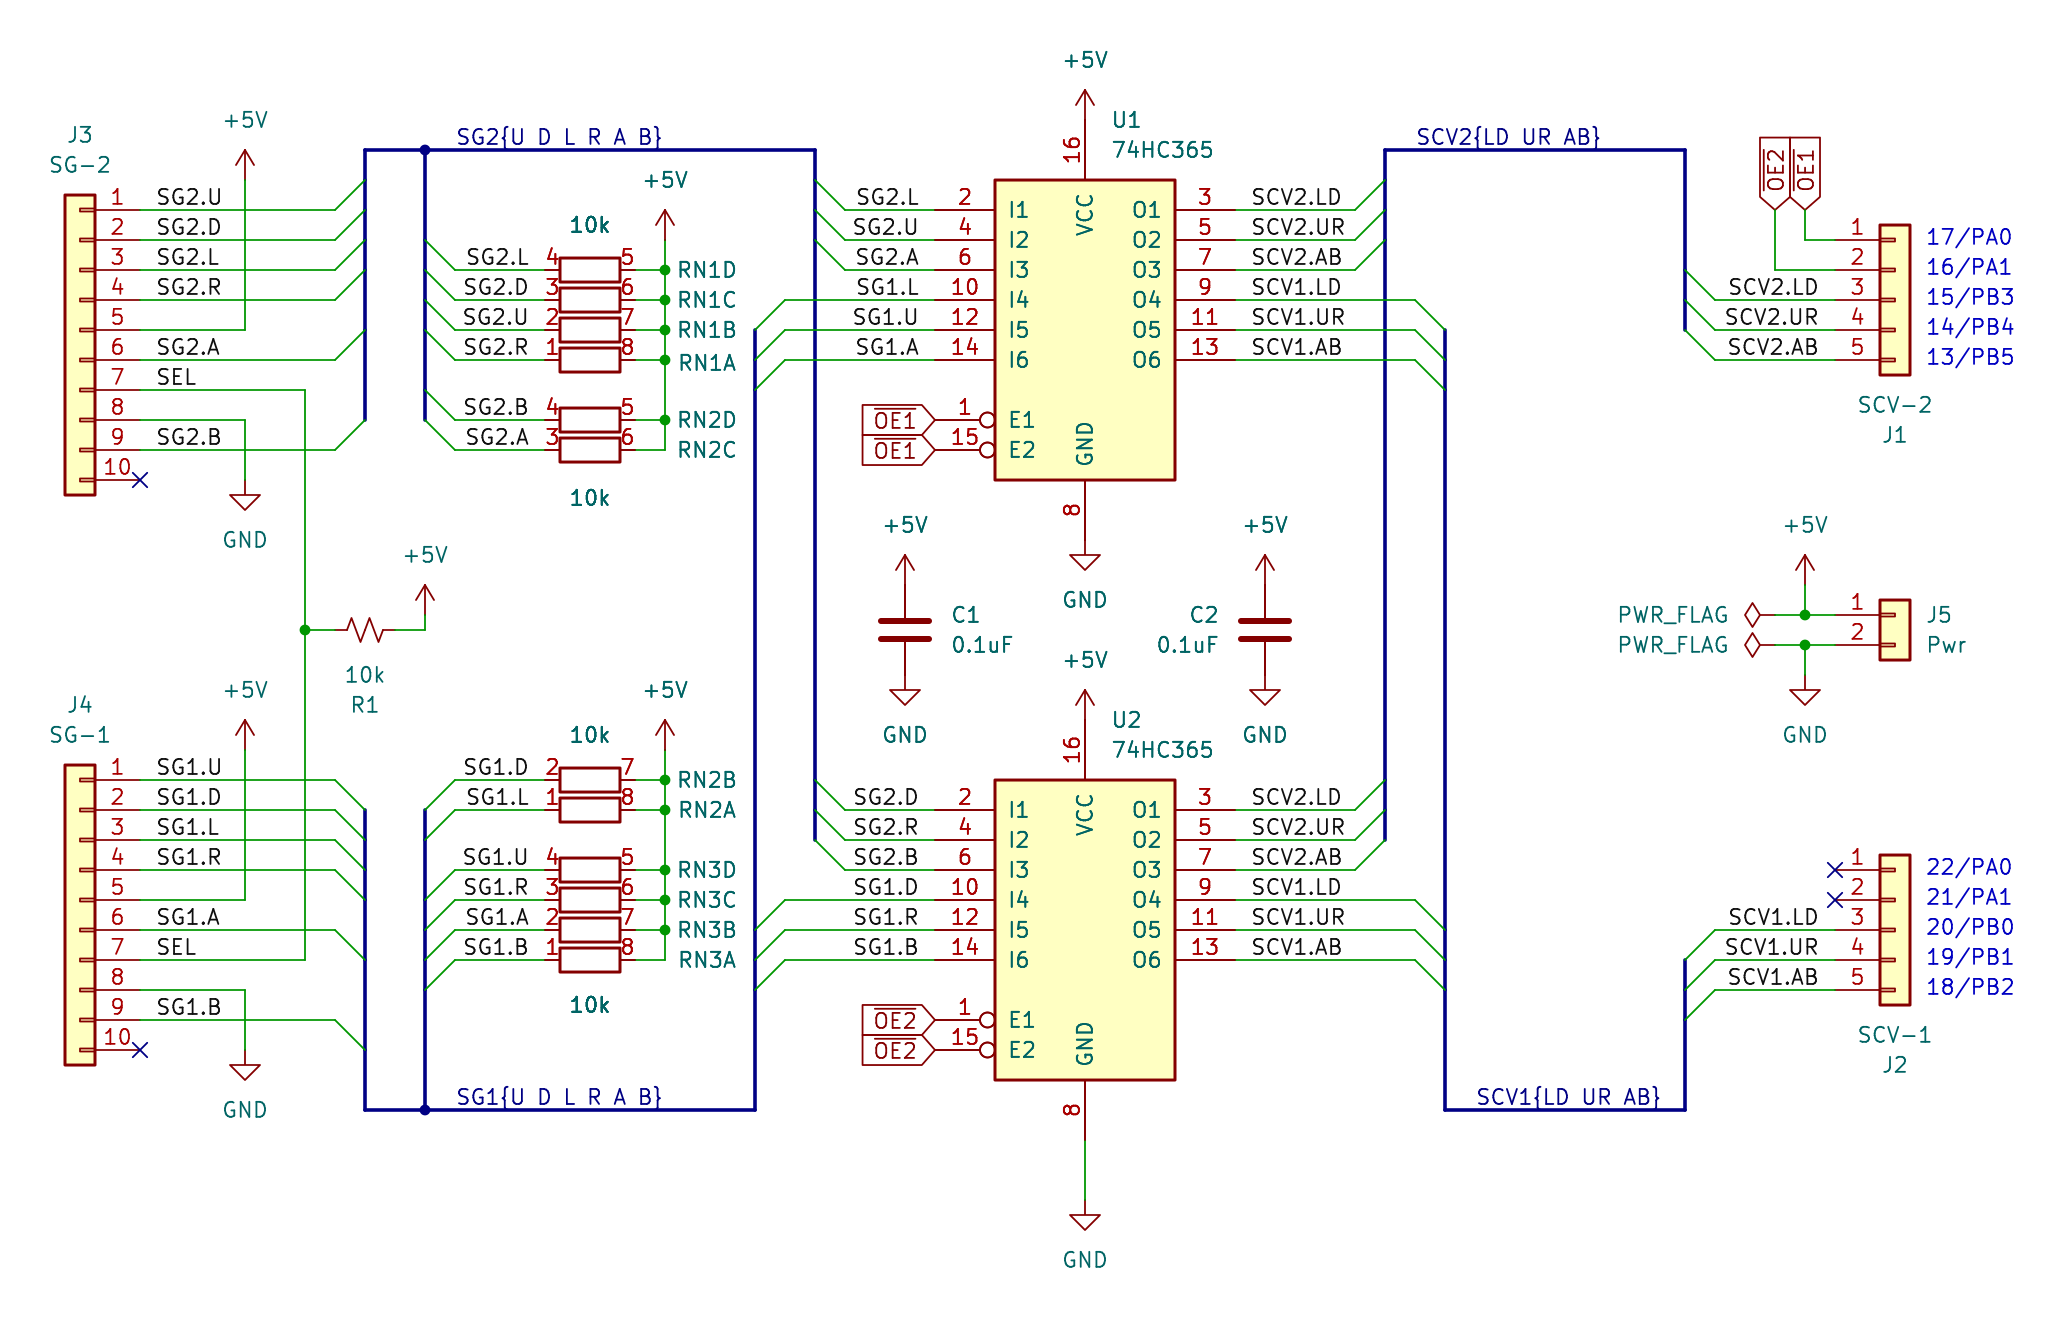 J3
SG-2
1 SG2.U
2 SG2.D
3 SG2.L
4 SG2.R
5
6 SG2.A
7 SEL
8
9 SG2.B
10
+5V
GND
SG2{U D L R A B}
+5V
10k
SG2.L 4 5 RN1D
SG2.D 3 6 RN1C
SG2.U 2 7 RN1B
SG2.R 1 8 RN1A
SG2.B 4 5 RN2D
SG2.A 3 6 RN2C
10k
+5V
10k
R1
J4
SG-1
1 SG1.U
2 SG1.D
3 SG1.L
4 SG1.R
5
6 SG1.A
7 SEL
8
9 SG1.B
10
+5V
GND
+5V
10k
SG1.D 2 7 RN2B
SG1.L 1 8 RN2A
SG1.U 4 5 RN3D
SG1.R 3 6 RN3C
SG1.A 2 7 RN3B
SG1.B 1 8 RN3A
10k
SG1{U D L R A B}
+5V
U1
74HC365
16
VCC
SG2.L 2 I1 O1 3 SCV2.LD
SG2.U 4 I2 O2 5 SCV2.UR
SG2.A 6 I3 O3 7 SCV2.AB
SG1.L 10 I4 O4 9 SCV1.LD
SG1.U 12 I5 O5 11 SCV1.UR
SG1.A 14 I6 O6 13 SCV1.AB
OE1 1 E1
OE1 15 E2
GND
8
GND
+5V
C1
0.1uF
GND
+5V
C2
0.1uF
GND
+5V
U2
74HC365
16
VCC
SG2.D 2 I1 O1 3 SCV2.LD
SG2.R 4 I2 O2 5 SCV2.UR
SG2.B 6 I3 O3 7 SCV2.AB
SG1.D 10 I4 O4 9 SCV1.LD
SG1.R 12 I5 O5 11 SCV1.UR
SG1.B 14 I6 O6 13 SCV1.AB
OE2 1 E1
OE2 15 E2
GND
8
GND
SCV2{LD UR AB}
OE2
OE1
1 17/PA0
2 16/PA1
SCV2.LD 3 15/PB3
SCV2.UR 4 14/PB4
SCV2.AB 5 13/PB5
SCV-2
J1
+5V
PWR_FLAG 1 J5
PWR_FLAG 2 Pwr
GND
1 22/PA0
2 21/PA1
SCV1.LD 3 20/PB0
SCV1.UR 4 19/PB1
SCV1.AB 5 18/PB2
SCV-1
J2
SCV1{LD UR AB}